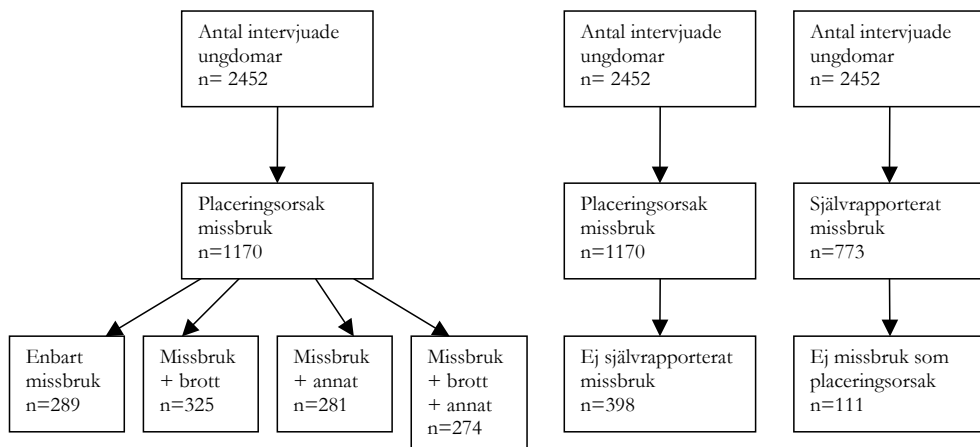 Antal intervjuade
ungdomar
n= 2452
Placeringsorsak
missbruk
n=1170
Enbart
missbruk
n=289
Missbruk
+ brott
n=325
Missbruk
+ annat
n=281
Missbruk
+ brott
+ annat
n=274
Antal intervjuade
ungdomar
n= 2452
Placeringsorsak
missbruk
n=1170
Ej självrapporterat
missbruk
n=398
Antal intervjuade
ungdomar
n=2452
Självrapporterat
missbruk
n=773
Ej missbruk som
placeringsorsak
n=111